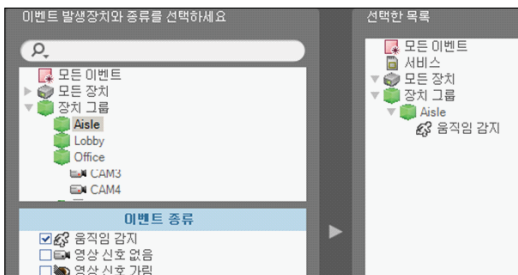 이벤트 발생장치와 종류를 선택하세요
모든 이벤트
모든 장치
장치 그룹
Aisle
Lobby
Office
CAM3
CAM4
이벤트 종류
움직임 감지
영상 신호 없음
영상 신호 가림
선택한 목록
모든 이벤트
서비스
모든 장치
장치 그룹
Aisle
움직임 감지